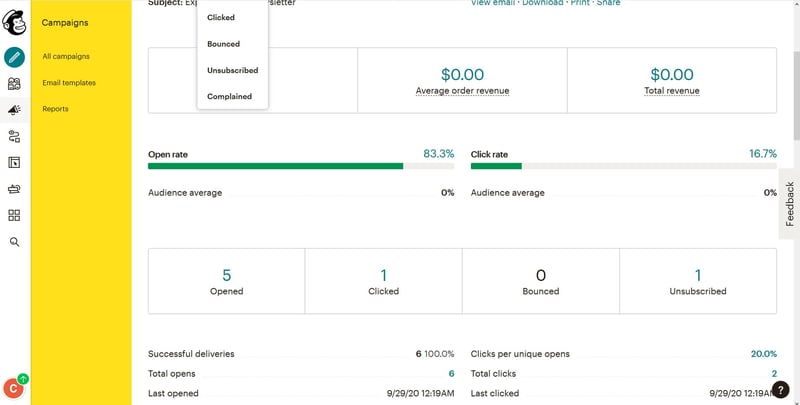 Subject: Exp
sletter
View email · Download · Print · Share
Campaigns
All campaigns
Email templates
Reports
Clicked
Bounced
Unsubscribed
Complained
$0.00
Average order revenue
$0.00
Total revenue
Open rate 83.3%
Audience average 0%
Click rate 16.7%
Audience average 0%
5
Opened
1
Clicked
0
Bounced
1
Unsubscribed
Successful deliveries 6 100.0%
Total opens 6
Last opened 9/29/20 12:19AM
Clicks per unique opens 20.0%
Total clicks 2
Last clicked 9/29/20 12:19AM
Feedback
C
?